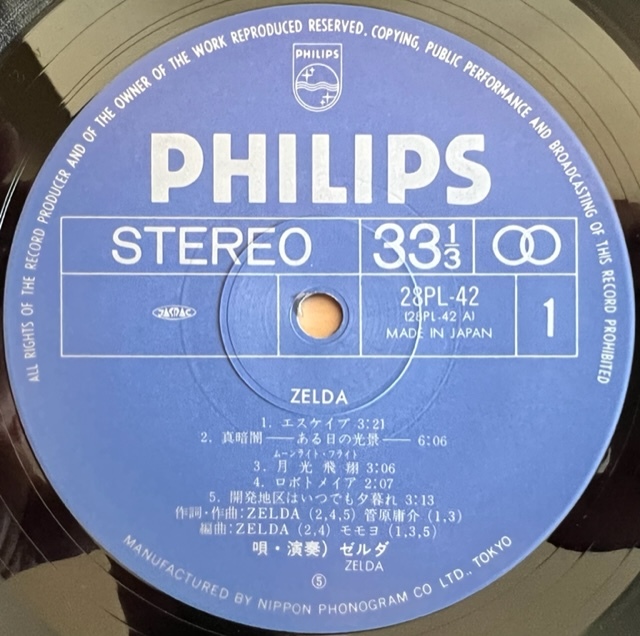 ALL RIGHTS OF THE RECORD PRODUCER AND OF THE OWNER OF THE WORK REPRODUCED RESERVED. COPYING, PUBLIC PERFORMANCE AND BROADCASTING OF THIS RECORD PROHIBITED
PHILIPS
PHILIPS
STEREO 33 1/3
JASRAC 28PL-42 1
(28PL-42 A)
MADE IN JAPAN
ZELDA
1. エスケイプ 3:21
2. 真暗闇——ある日の光景—— 6:06
ムーンライト・フライト
3. 月光飛翔 3:06
4. ロボトメイア 2:07
5. 開発地区はいつでも夕暮れ 3:13
作詞・作曲:ZELDA (2,4,5) 菅原庸介 (1,3)
編曲:ZELDA (2,4) モモヨ (1,3,5)
唄・演奏) ゼルダ
ZELDA
⑤
MANUFACTURED BY NIPPON PHONOGRAM CO LTD., TOKYO